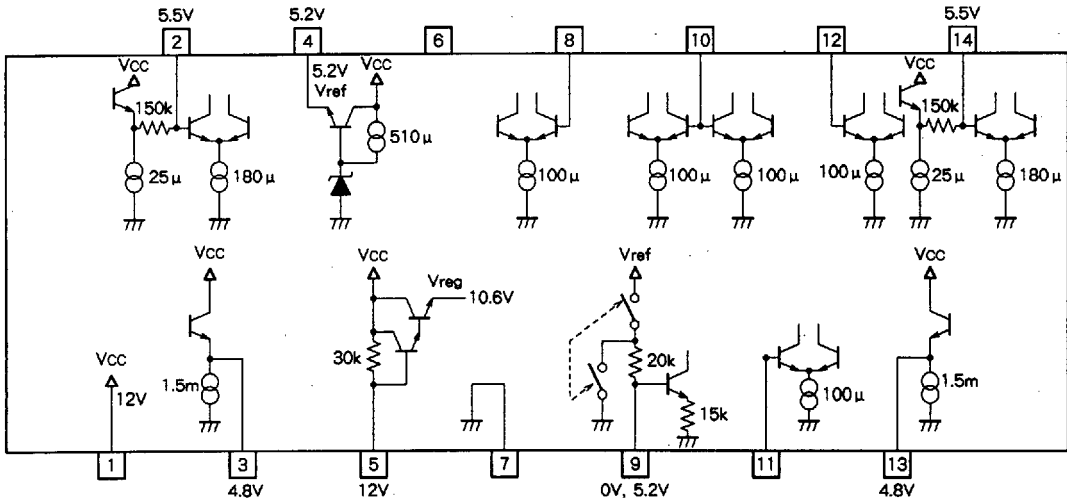 5.5V
5.2V
5.5V
2
4
6
8
10
12
14
VCC
150k
25μ
180μ
5.2V
Vref
VCC
510μ
100μ
100μ
100μ
100μ
VCC
150k
25μ
180μ
VCC
12V
VCC
1.5m
VCC
Vreg
10.6V
30k
Vref
20k
15k
100μ
VCC
1.5m
1
3
5
7
9
11
13
4.8V
12V
0V, 5.2V
4.8V